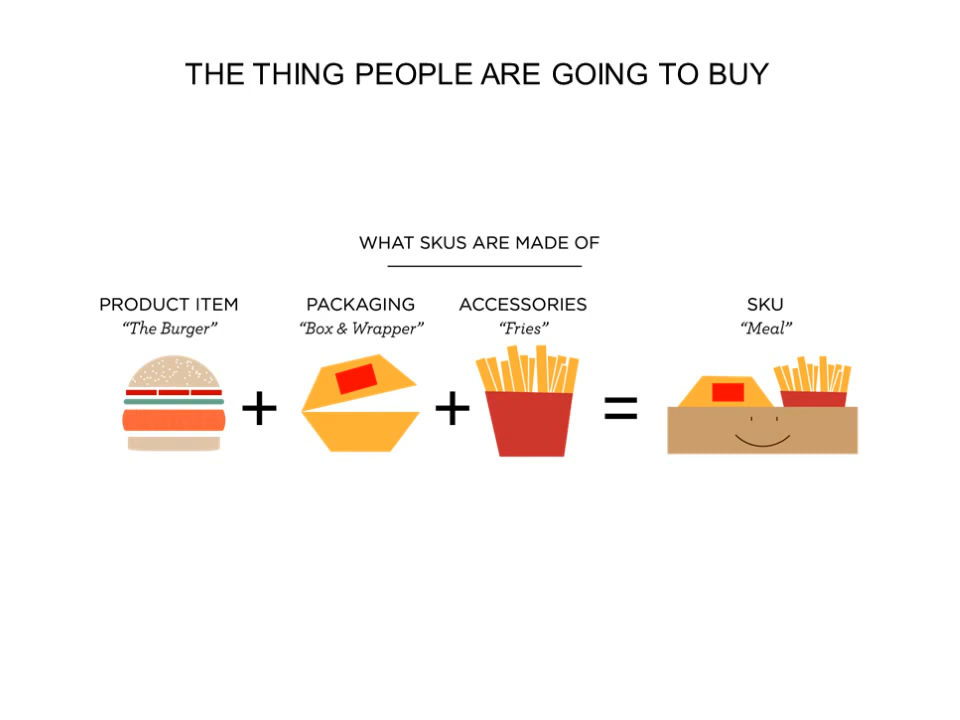 THE THING PEOPLE ARE GOING TO BUY
WHAT SKUS ARE MADE OF
PRODUCT ITEM
“The Burger”
PACKAGING
“Box & Wrapper”
ACCESSORIES
“Fries”
SKU
“Meal”
+
+
=